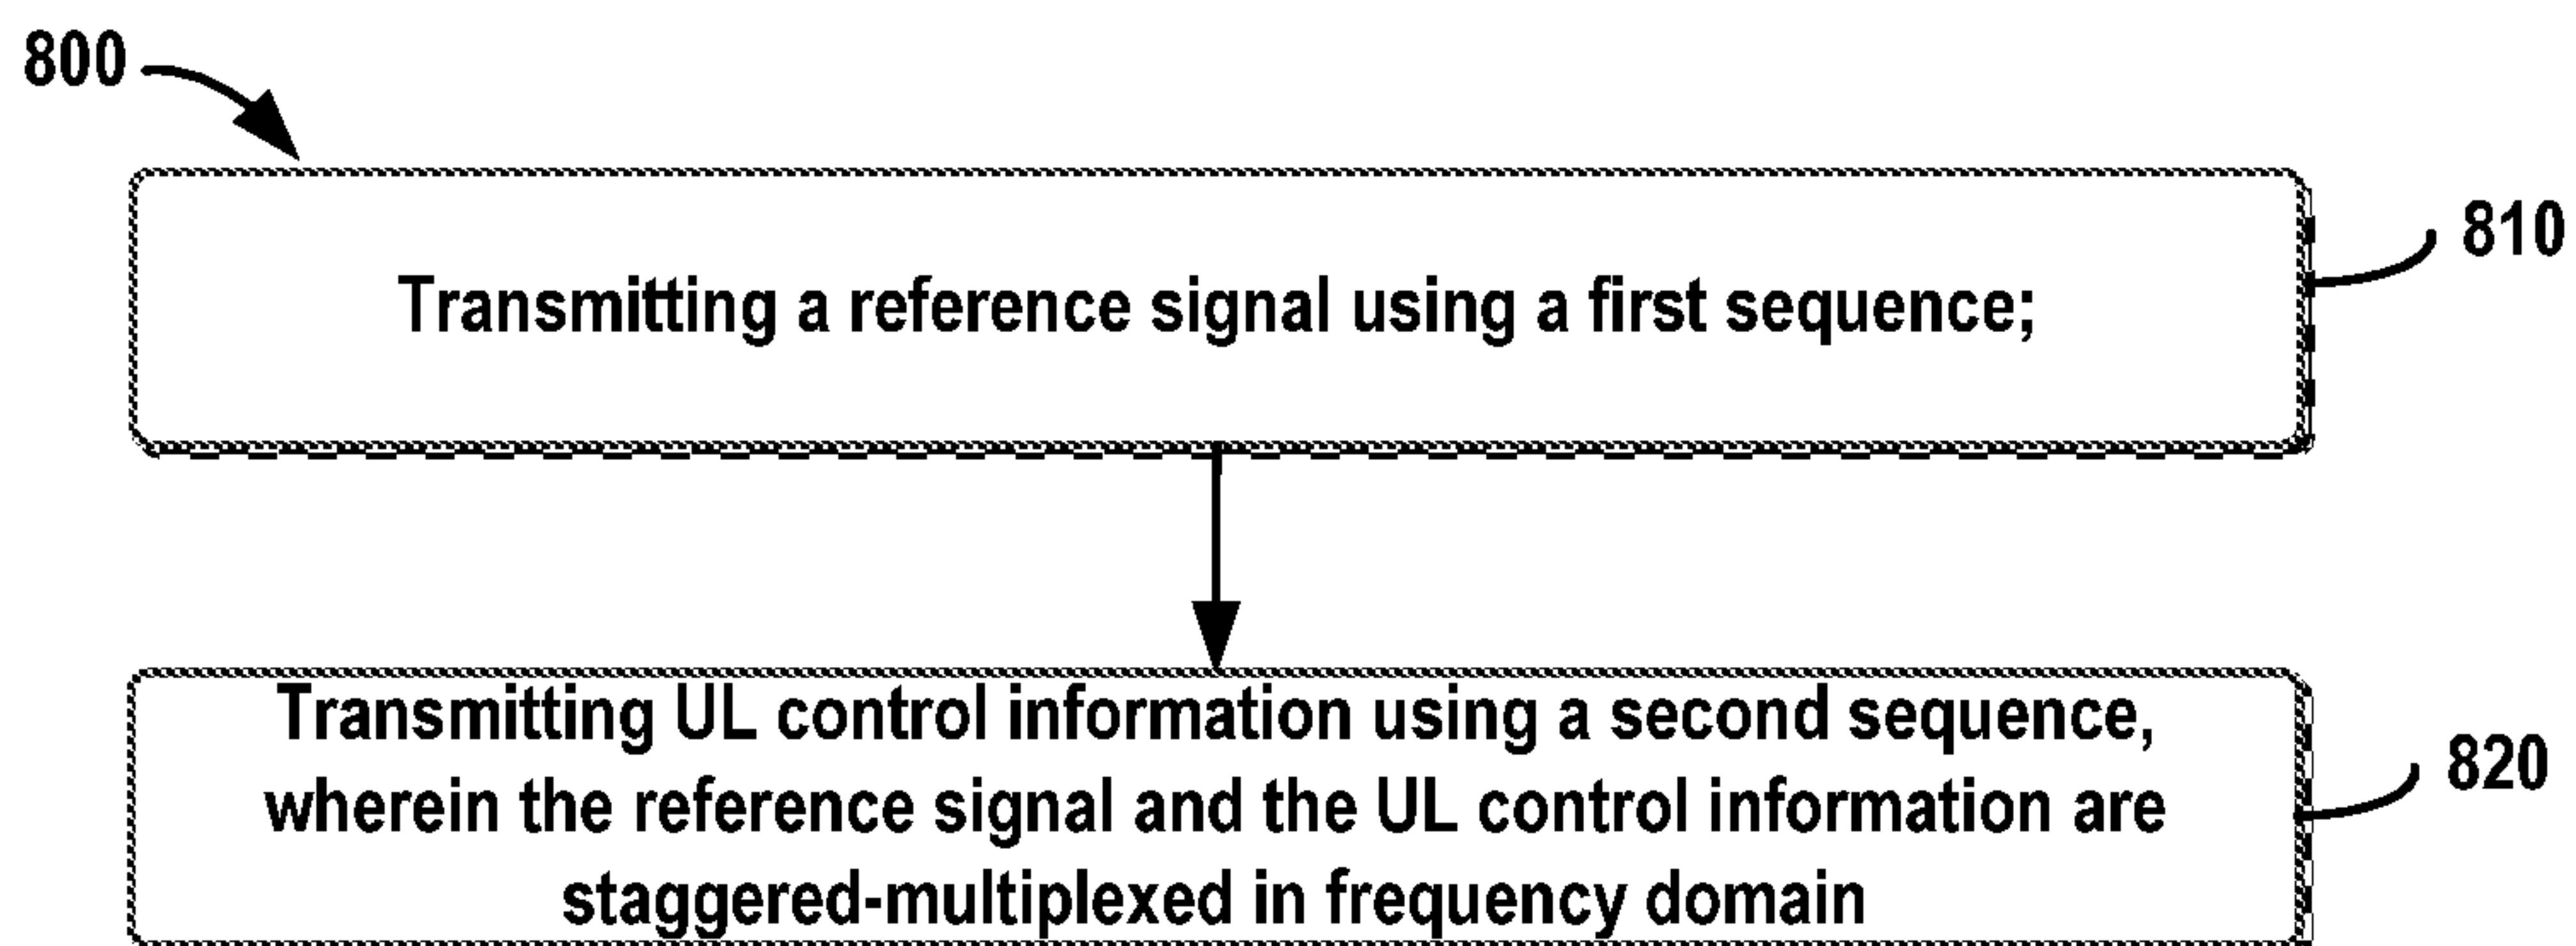 800
810
Transmitting a reference signal using a first sequence;
Transmitting UL control information using a second sequence,
820
wherein the reference signal and the UL control information are
staggered-multiplexed in frequency domain